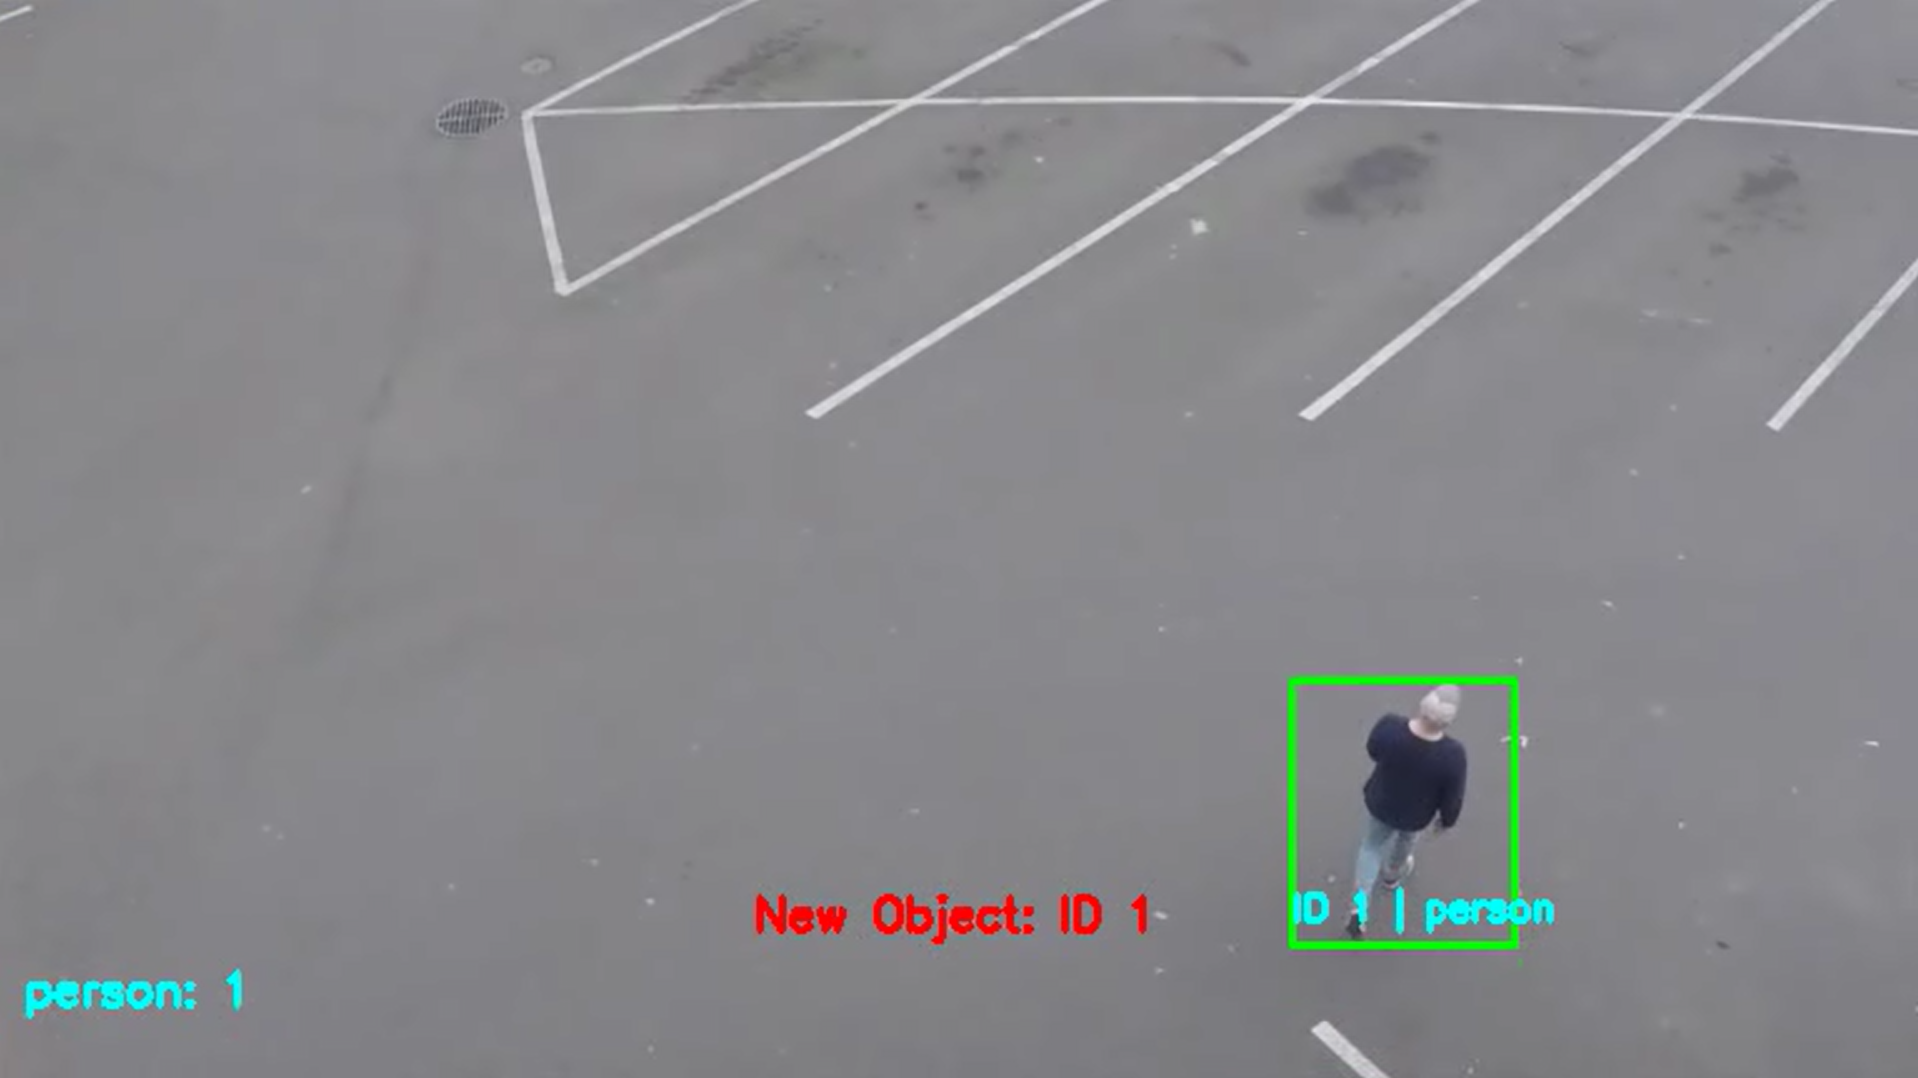 New Object: ID 1
ID 1 | person
person: 1